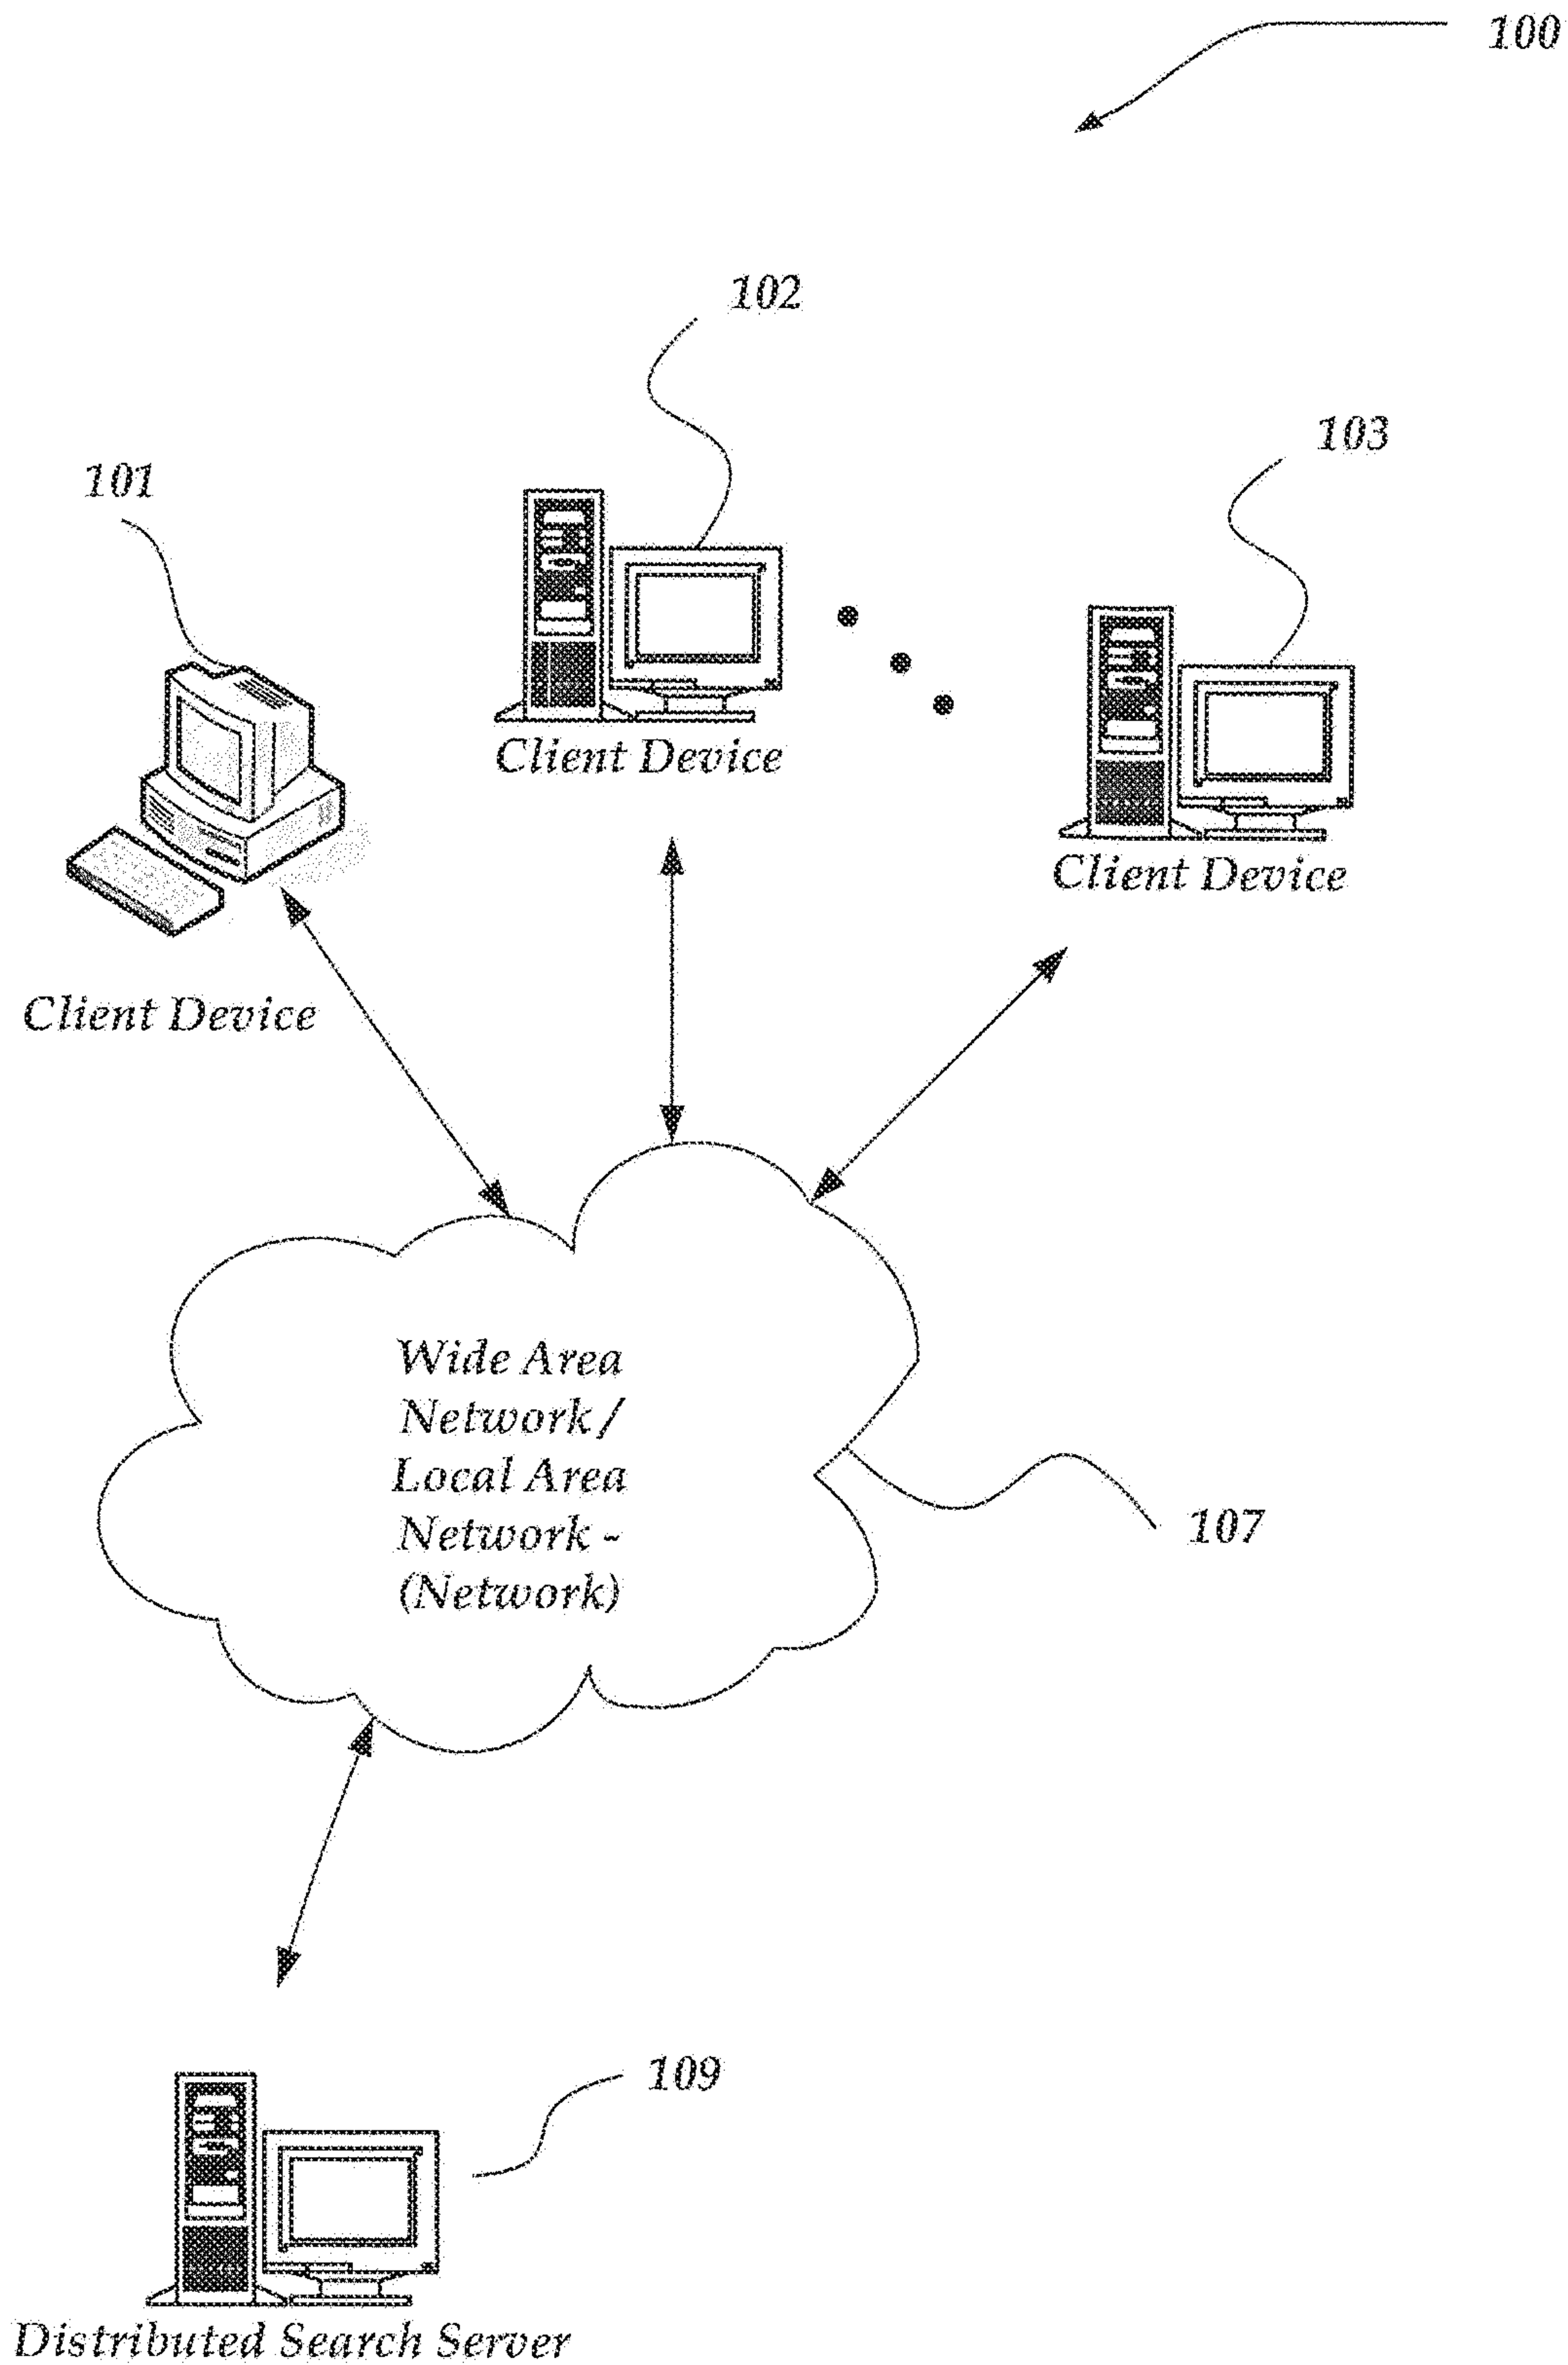 100
102
103
101
Client Device
Client Device
Client Device
Wide Area
Network /
Local Area
Network -
(Network)
107
109
Distributed Search Server